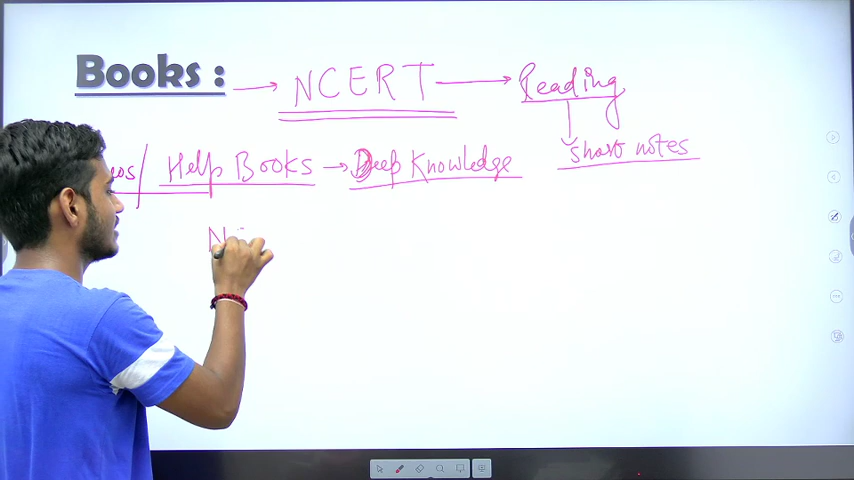 Books : → NCERT → Reading
short notes
/ Help Books → Deep Knowledge
N